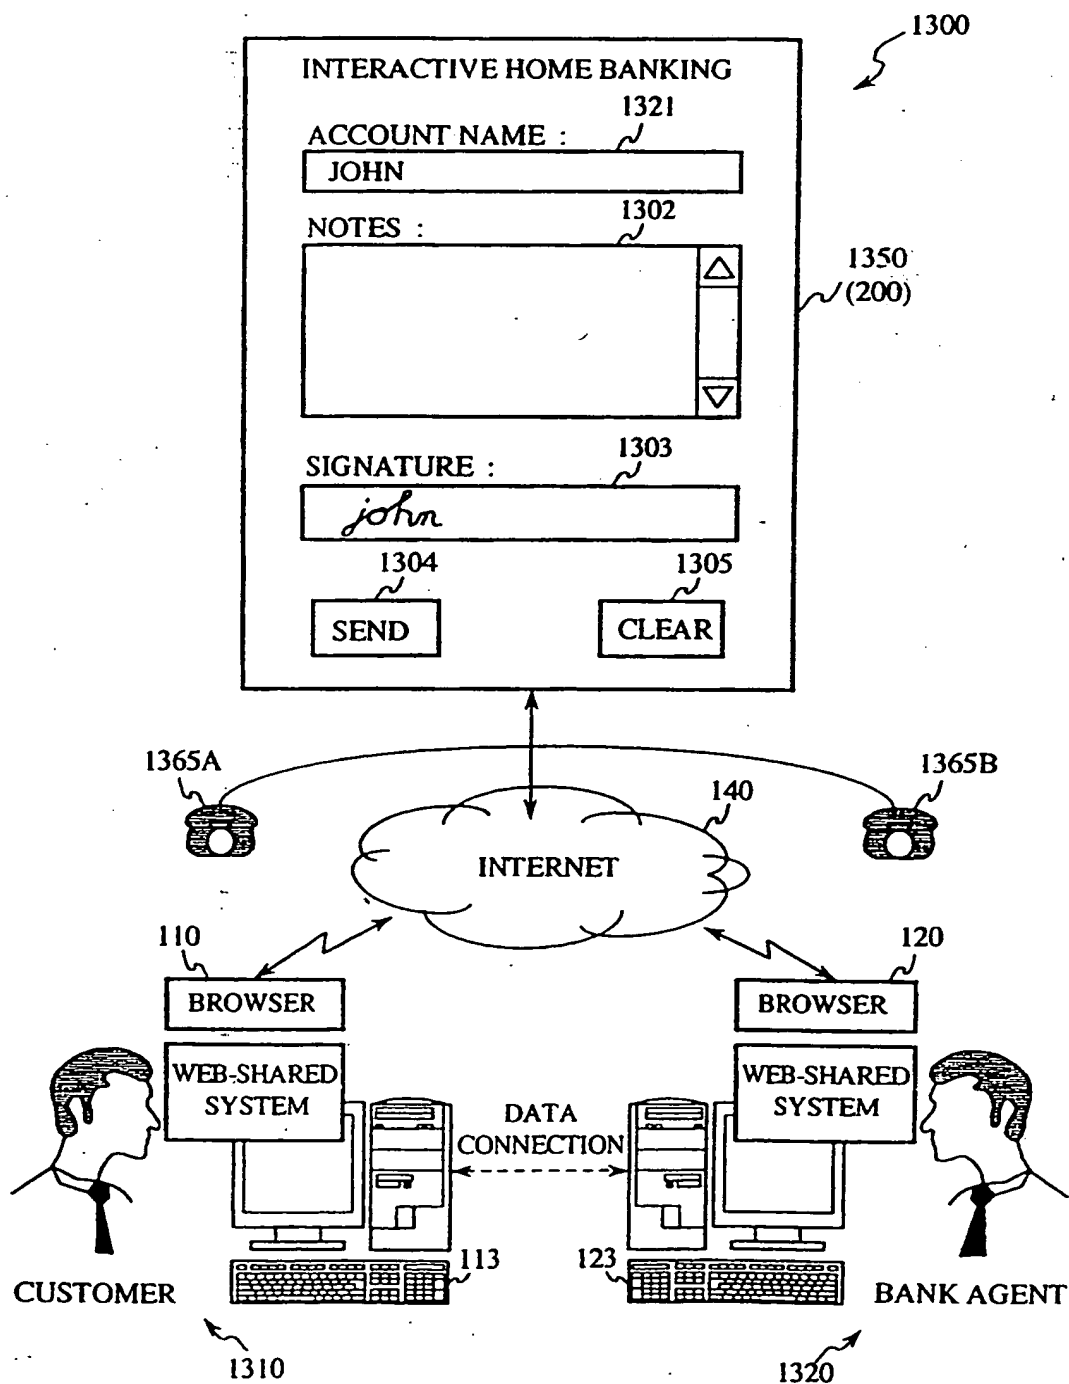 1300
INTERACTIVE HOME BANKING
1321
ACCOUNT NAME :
JOHN
1302
NOTES :
1350
(200)
1303
SIGNATURE :
john
1304
1305
SEND
CLEAR
1365A
1365B
140
INTERNET
110
120
BROWSER
BROWSER
WEB-SHARED
SYSTEM
WEB-SHARED
SYSTEM
DATA
CONNECTION
113
123
CUSTOMER
BANK AGENT
1310
1320